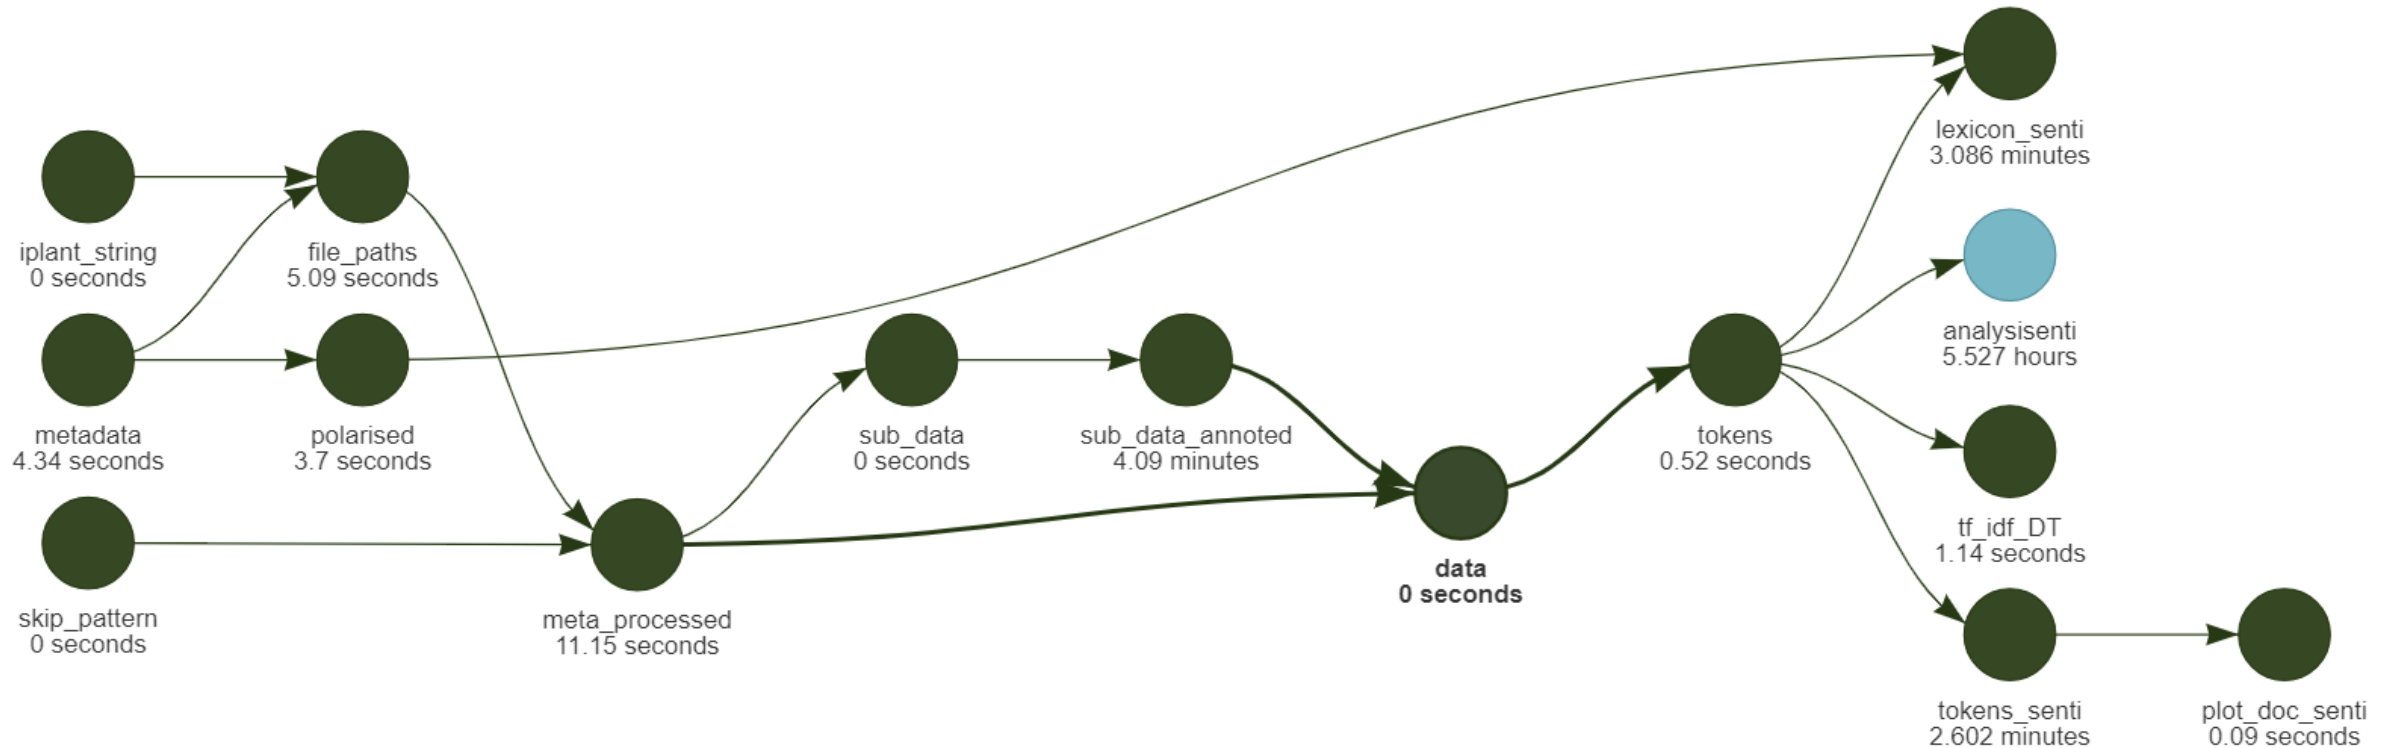 lexicon_senti
3.086 minutes
iplant_string
0 seconds
file_paths
5.09 seconds
analysisenti
5.527 hours
metadata
4.34 seconds
polarised
3.7 seconds
sub_data
0 seconds
sub_data_annoted
4.09 minutes
tokens
0.52 seconds
tf_idf_DT
1.14 seconds
data
0 seconds
skip_pattern
0 seconds
meta_processed
11.15 seconds
tokens_senti
2.602 minutes
plot_doc_senti
0.09 seconds